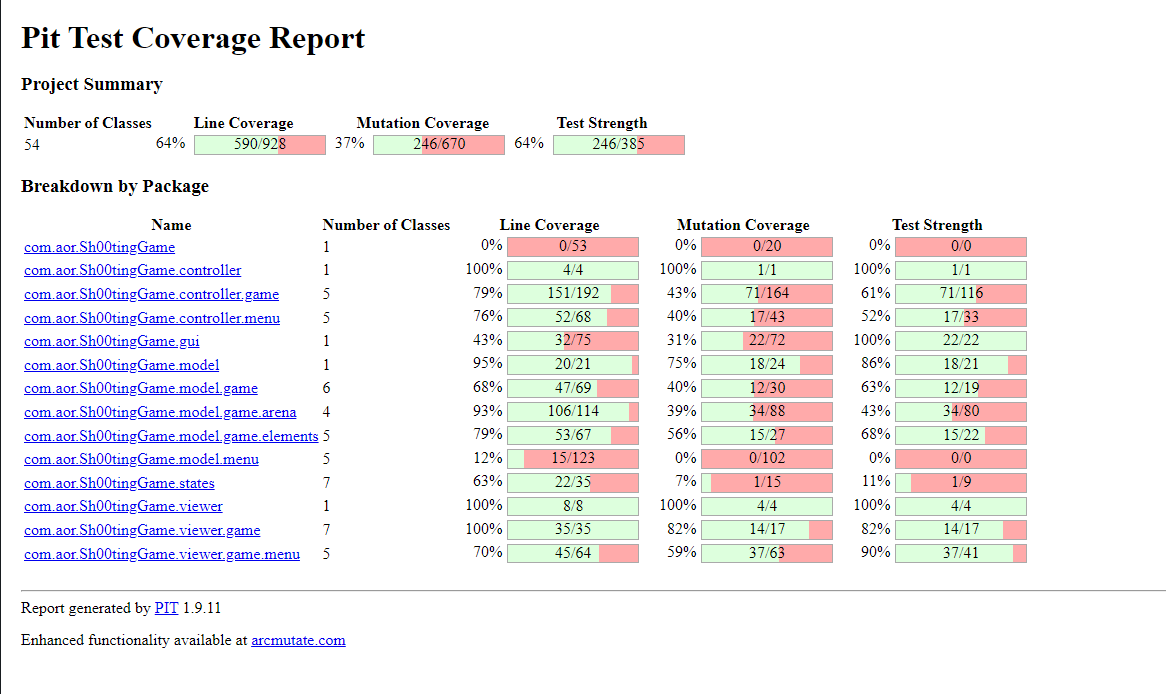 Pit Test Coverage Report
Project Summary
Number of Classes Line Coverage Mutation Coverage Test Strength
54 64% 590/928 37% 246/670 64% 246/385
Breakdown by Package
Name Number of Classes Line Coverage Mutation Coverage Test Strength
com.aor.Sh00tingGame 1 0% 0/53 0% 0/20 0% 0/0
com.aor.Sh00tingGame.controller 1 100% 4/4 100% 1/1 100% 1/1
com.aor.Sh00tingGame.controller.game 5 79% 151/192 43% 71/164 61% 71/116
com.aor.Sh00tingGame.controller.menu 5 76% 52/68 40% 17/43 52% 17/33
com.aor.Sh00tingGame.gui 1 43% 32/75 31% 22/72 100% 22/22
com.aor.Sh00tingGame.model 1 95% 20/21 75% 18/24 86% 18/21
com.aor.Sh00tingGame.model.game 6 68% 47/69 40% 12/30 63% 12/19
com.aor.Sh00tingGame.model.game.arena 4 93% 106/114 39% 34/88 43% 34/80
com.aor.Sh00tingGame.model.game.elements 5 79% 53/67 56% 15/27 68% 15/22
com.aor.Sh00tingGame.model.menu 5 12% 15/123 0% 0/102 0% 0/0
com.aor.Sh00tingGame.states 7 63% 22/35 7% 1/15 11% 1/9
com.aor.Sh00tingGame.viewer 1 100% 8/8 100% 4/4 100% 4/4
com.aor.Sh00tingGame.viewer.game 7 100% 35/35 82% 14/17 82% 14/17
com.aor.Sh00tingGame.viewer.game.menu 5 70% 45/64 59% 37/63 90% 37/41
Report generated by PIT 1.9.11
Enhanced functionality available at arcmutate.com